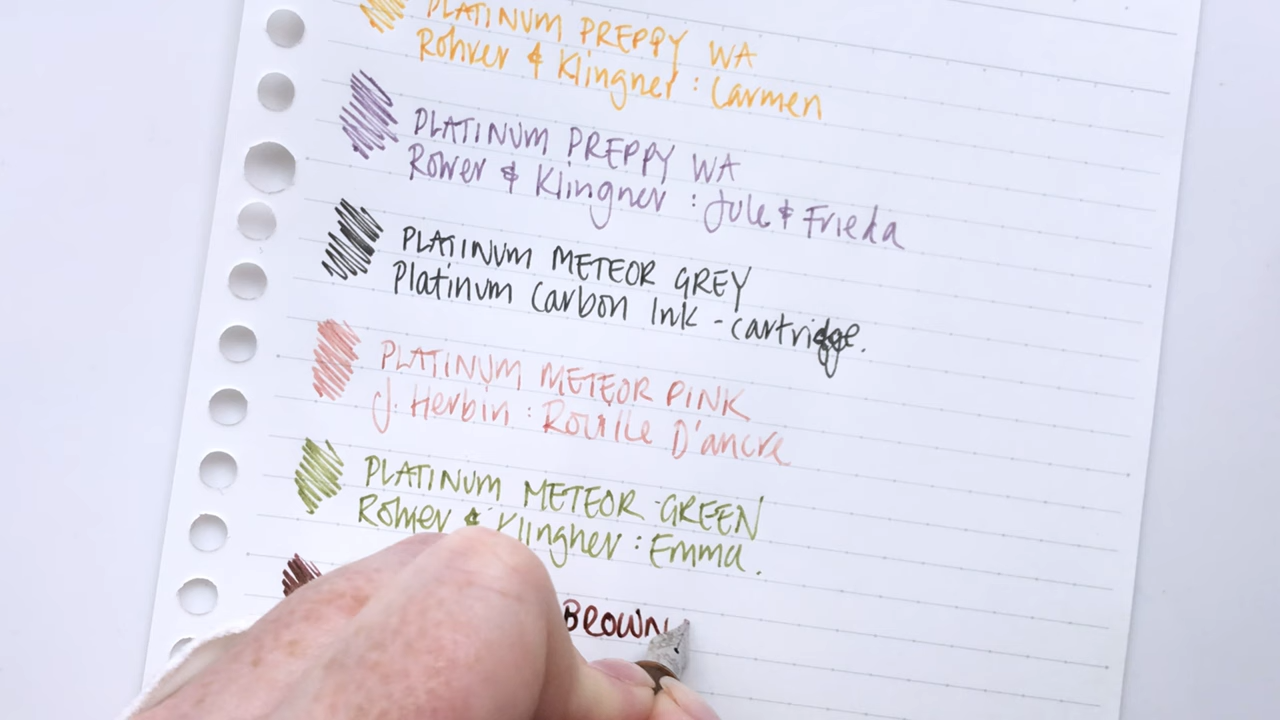 PLATINUM PREPPY WA
Rohrer & Klingner : Carmen
PLATINUM PREPPY WA
Rower & Klingner : Jule & Frieda
PLATINUM METEOR GREY
Platinum Carbon Ink - cartridge.
PLATINUM METEOR PINK
J. Herbin : Rouille D'ancre
PLATINUM METEOR GREEN
Rohrer & Klingner : Emma.
BROWN